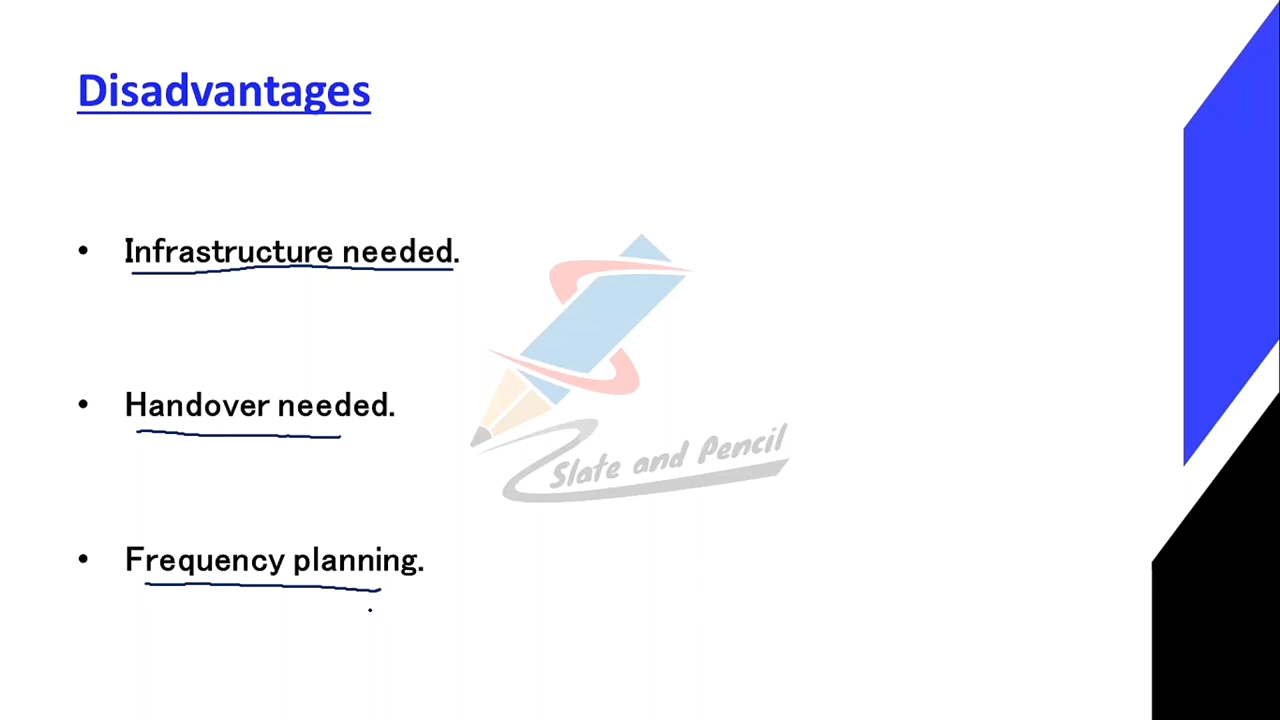 Disadvantages
• Infrastructure needed.
• Handover needed.
Slate and Pencil
• Frequency planning.